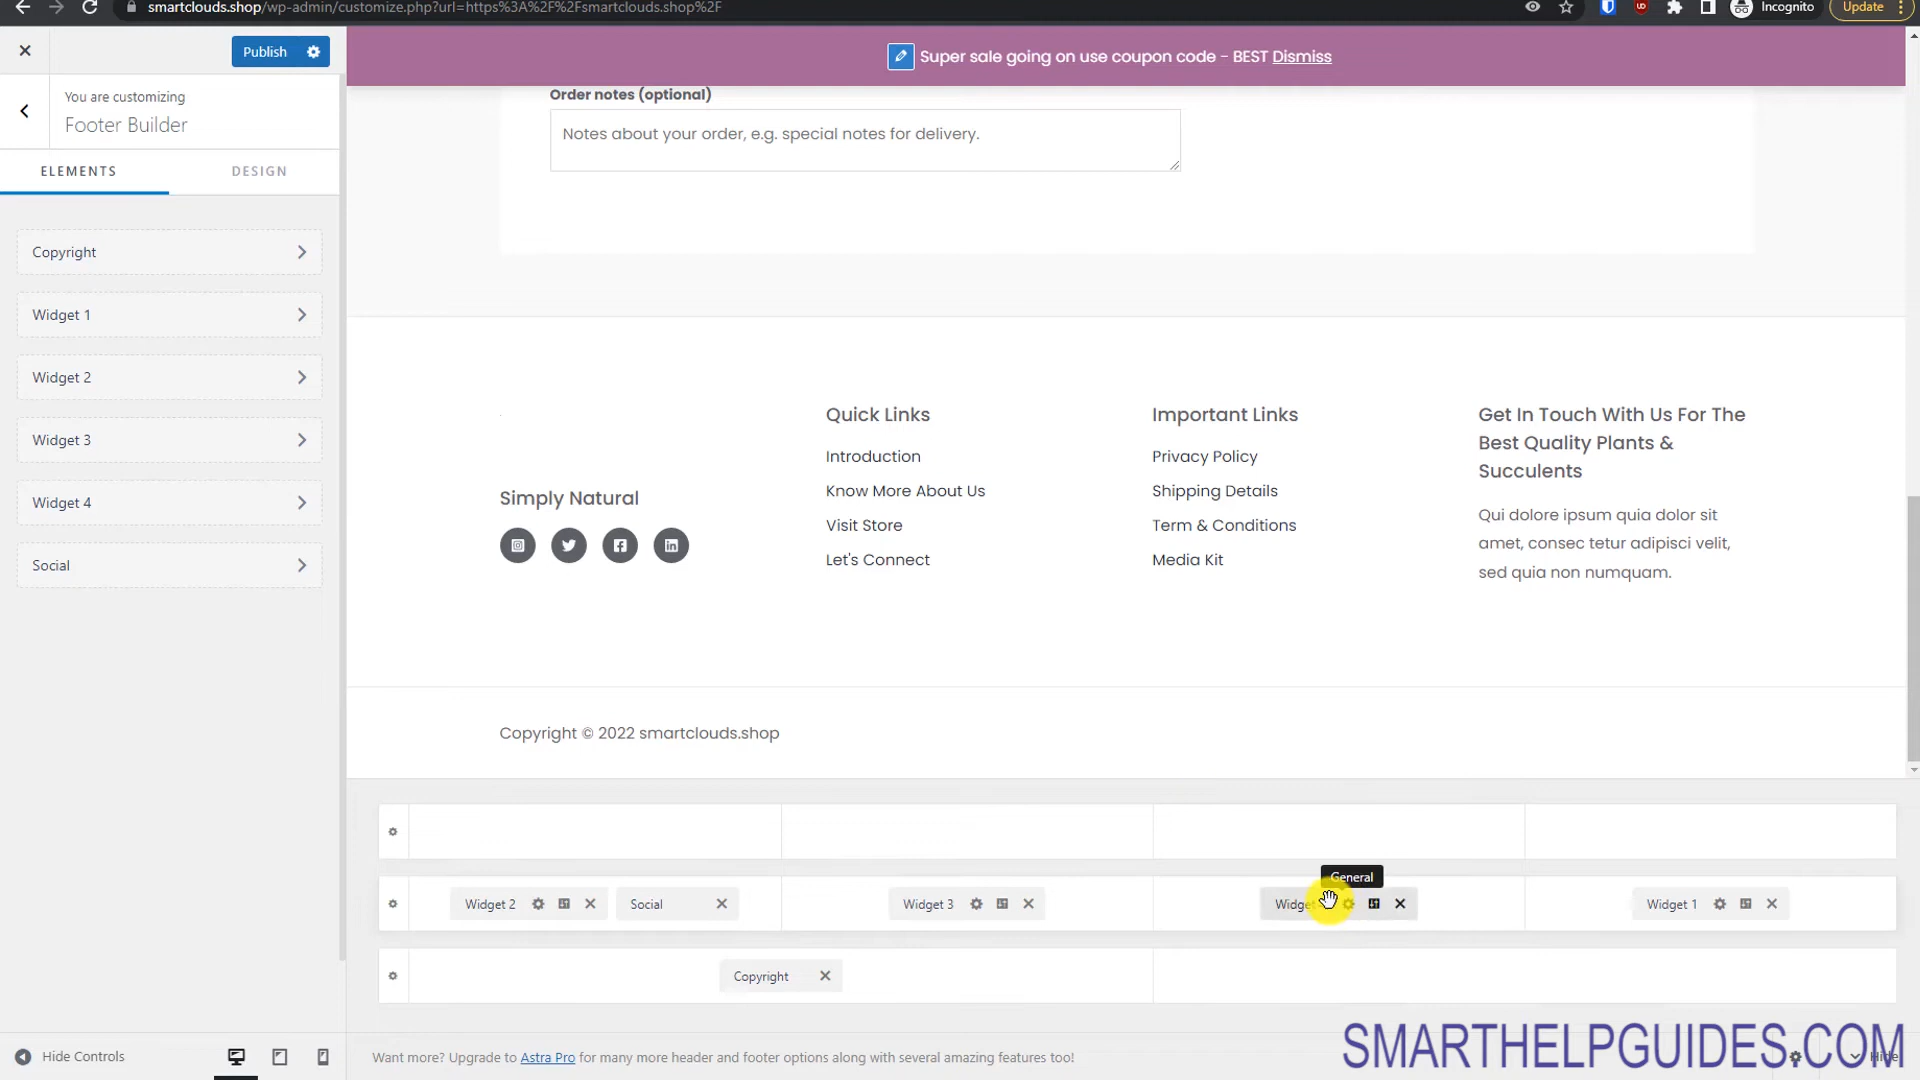 smartclouds.shop/wp-admin/customize.php?url=https%3A%2F%2Fsmartclouds.shop%2F
Incognito
Update
Publish
You are customizing
Footer Builder
ELEMENTS
DESIGN
Copyright
Widget 1
Widget 2
Widget 3
Widget 4
Social
Super sale going on use coupon code - BEST Dismiss
Order notes (optional)
Notes about your order, e.g. special notes for delivery.
Simply Natural
Quick Links
Introduction
Know More About Us
Visit Store
Let's Connect
Important Links
Privacy Policy
Shipping Details
Term & Conditions
Media Kit
Get In Touch With Us For The
Best Quality Plants &
Succulents
Qui dolore ipsum quia dolor sit
amet, consec tetur adipisci velit,
sed quia non numquam.
Copyright © 2022 smartclouds.shop
General
Widget 2
Social
Widget 3
Widget
Widget 1
Copyright
Hide Controls
Want more? Upgrade to Astra Pro for many more header and footer options along with several amazing features too!
Hide
SMARTHELPGUIDES.COM